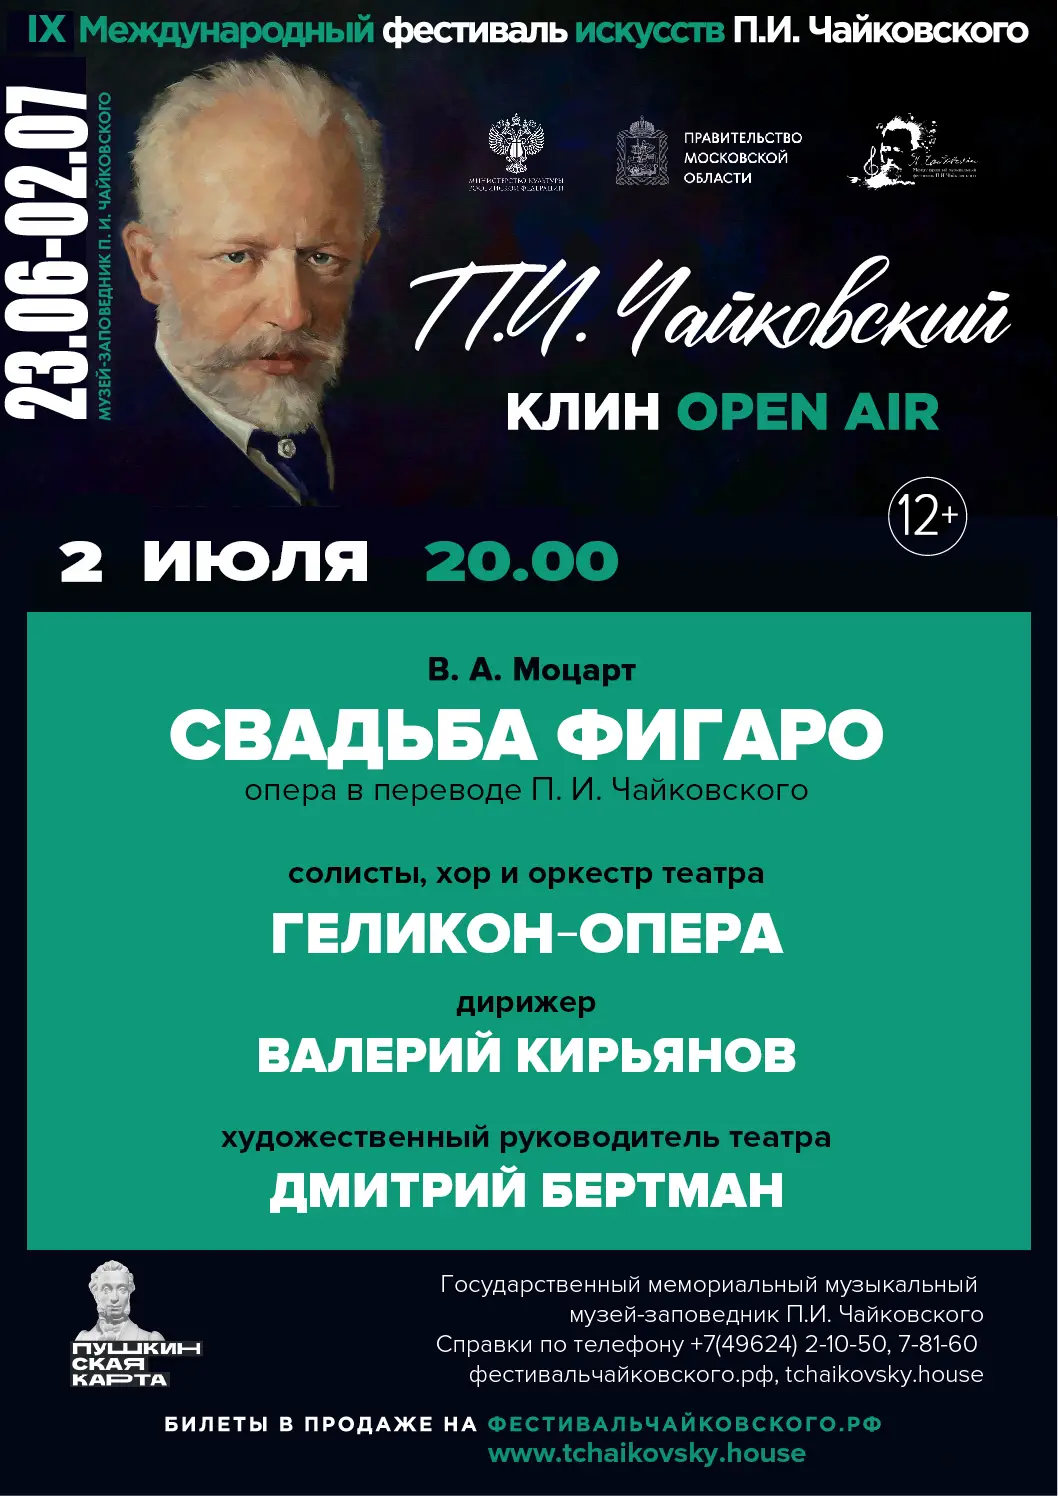 IX Международный фестиваль искусств П.И. Чайковского
23.06-02.07
МУЗЕЙ-ЗАПОВЕДНИК П. И. ЧАЙКОВСКОГО
МИНИСТЕРСТВО КУЛЬТУРЫ
РОССИЙСКОЙ ФЕДЕРАЦИИ
ПРАВИТЕЛЬСТВО
МОСКОВСКОЙ
ОБЛАСТИ
П.И. Чайковский
КЛИН OPEN AIR
12+
2 ИЮЛЯ 20.00
В. А. Моцарт
СВАДЬБА ФИГАРО
опера в переводе П. И. Чайковского
солисты, хор и оркестр театра
ГЕЛИКОН-ОПЕРА
дирижер
ВАЛЕРИЙ КИРЬЯНОВ
художественный руководитель театра
ДМИТРИЙ БЕРТМАН
ПУШКИН
СКАЯ
КАРТА
Государственный мемориальный музыкальный
музей-заповедник П.И. Чайковского
Справки по телефону +7(49624) 2-10-50, 7-81-60
фестивальчайковского.рф, tchaikovsky.house
БИЛЕТЫ В ПРОДАЖЕ НА ФЕСТИВАЛЬЧАЙКОВСКОГО.РФ
www.tchaikovsky.house